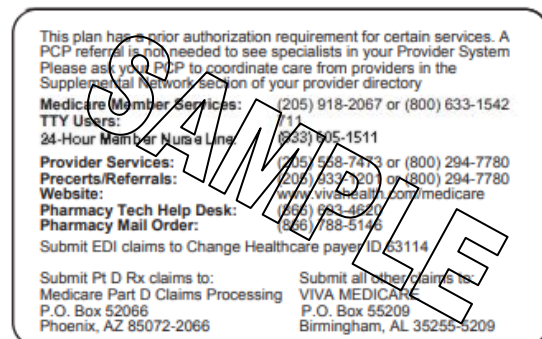 This plan has a prior authorization requirement for certain services. A
PCP referral is not needed to see specialists in your Provider System
Please ask your PCP to coordinate care from providers in the
Supplemental Network section of your provider directory
Medicare Member Services: (205) 918-2067 or (800) 633-1542
TTY Users: 711
24-Hour Member Nurse Line: (833) 605-1511
Provider Services: (205) 558-7473 or (800) 294-7780
Precerts/Referrals: (205) 933-1201 or (800) 294-7780
Website: www.vivahealth.com/medicare
Pharmacy Tech Help Desk: (866) 693-4620
Pharmacy Mail Order: (866) 788-5146
Submit EDI claims to Change Healthcare payer ID 63114
Submit Pt D Rx claims to:
Medicare Part D Claims Processing
P.O. Box 52066
Phoenix, AZ 85072-2066
Submit all other claims to:
VIVA MEDICARE
P.O. Box 55209
Birmingham, AL 35255-5209
SAMPLE